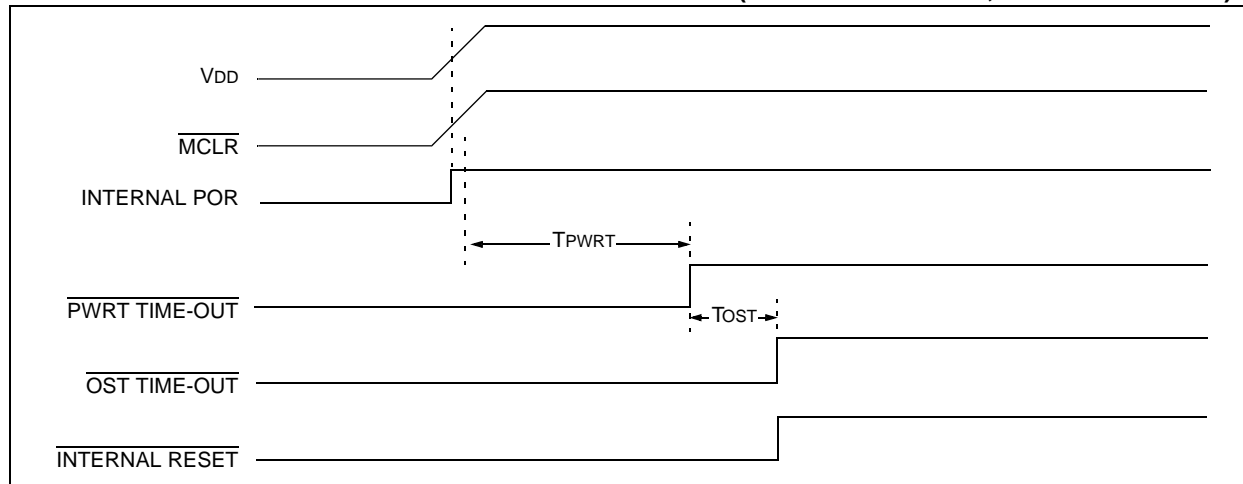 VDD
MCLR
INTERNAL POR
TPWRT
PWRT TIME-OUT
TOST
OST TIME-OUT
INTERNAL RESET